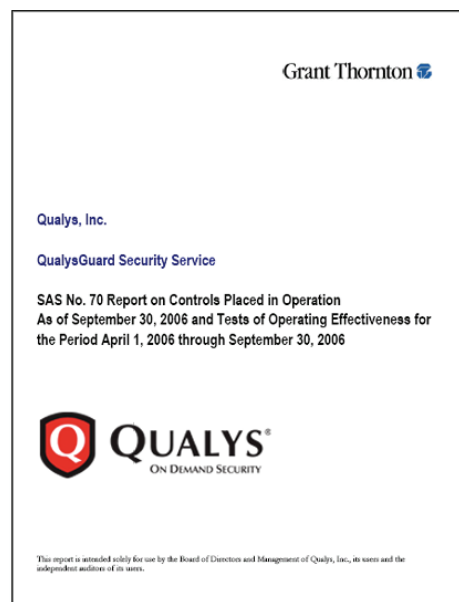 Grant Thornton
Qualys, Inc.
QualysGuard Security Service
SAS No. 70 Report on Controls Placed in Operation
As of September 30, 2006 and Tests of Operating Effectiveness for
the Period April 1, 2006 through September 30, 2006
Q QUALYS®
ON DEMAND SECURITY
This report is intended solely for use by the Board of Directors and Management of Qualys, Inc., its users and the
independent auditors of its users.